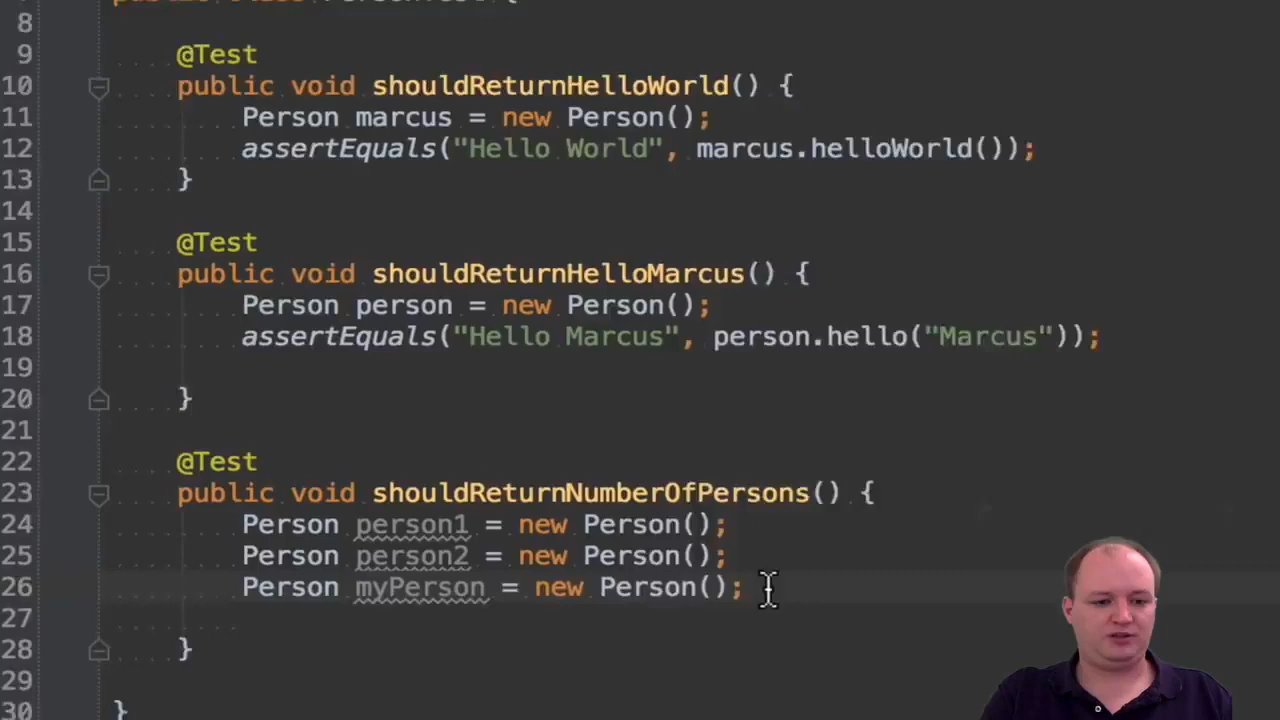 8
9 @Test
10 public void shouldReturnHelloWorld() {
11 Person marcus = new Person();
12 assertEquals("Hello World", marcus.helloWorld());
13 }
14
15 @Test
16 public void shouldReturnHelloMarcus() {
17 Person person = new Person();
18 assertEquals("Hello Marcus", person.hello("Marcus"));
19
20 }
21
22 @Test
23 public void shouldReturnNumberOfPersons() {
24 Person person1 = new Person();
25 Person person2 = new Person();
26 Person myPerson = new Person();
27
28 }
29
30 }